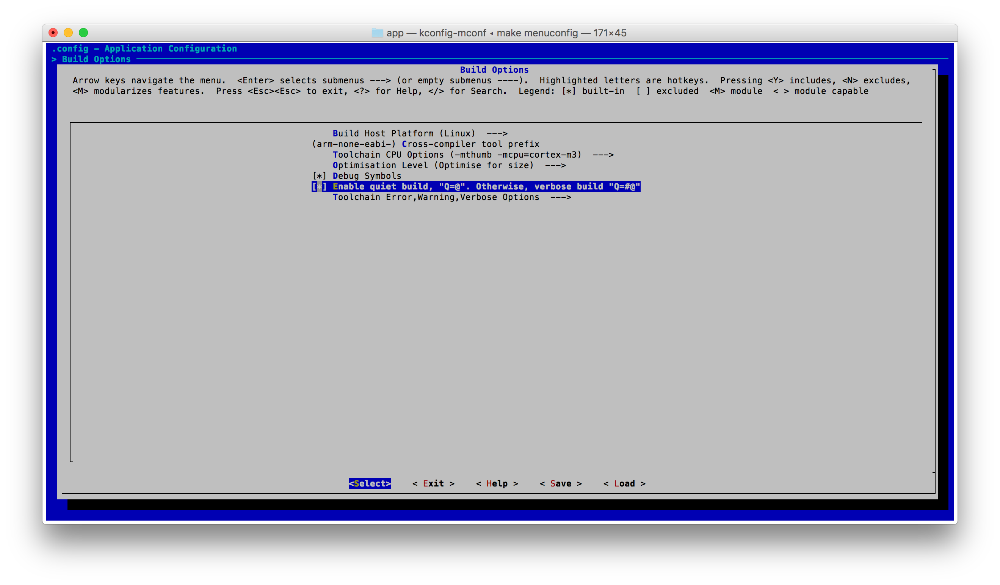 app — kconfig-mconf ◂ make menuconfig — 171×45
.config - Application Configuration
> Build Options
Build Options
Arrow keys navigate the menu.  <Enter> selects submenus ---> (or empty submenus ----).  Highlighted letters are hotkeys.  Pressing <Y> includes, <N> excludes,
<M> modularizes features.  Press <Esc><Esc> to exit, <?> for Help, </> for Search.  Legend: [*] built-in  [ ] excluded  <M> module  < > module capable
Build Host Platform (Linux)  --->
(arm-none-eabi-) Cross-compiler tool prefix
Toolchain CPU Options (-mthumb -mcpu=cortex-m3)  --->
Optimisation Level (Optimise for size)  --->
[*] Debug Symbols
[*] Enable quiet build, "Q=@". Otherwise, verbose build "Q=#@"
Toolchain Error,Warning,Verbose Options  --->
<Select>    < Exit >    < Help >    < Save >    < Load >